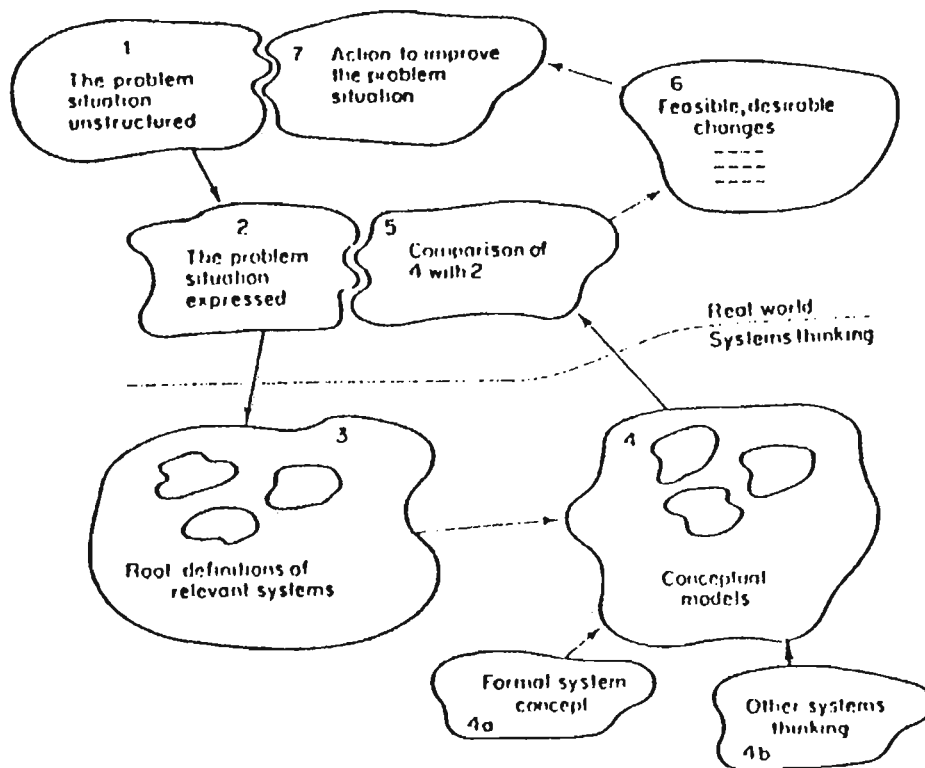 1
The problem
situation
unstructured
7
Action to improve
the problem
situation
6
Feasible, desirable
changes
2
The problem
situation
expressed
5
Comparison of
4 with 2
Real world
Systems thinking
3
Root definitions of
relevant systems
4
Conceptual
models
Formal system
concept
4a
Other systems
thinking
4b